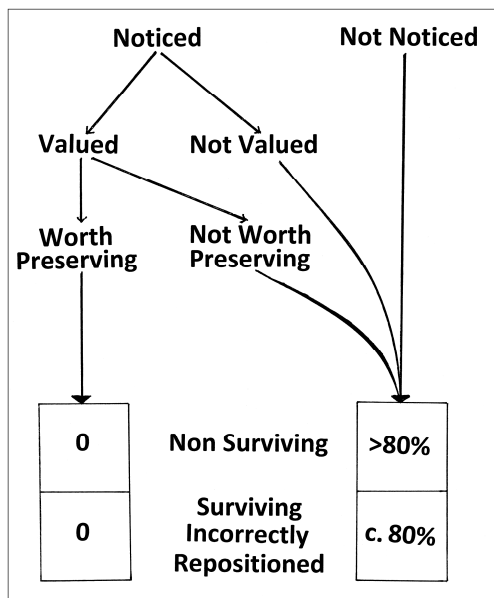 Noticed
Not Noticed
Valued
Not Valued
Worth
Preserving
Not Worth
Preserving
0
Non Surviving
>80%
0
Surviving
Incorrectly
Repositioned
c. 80%